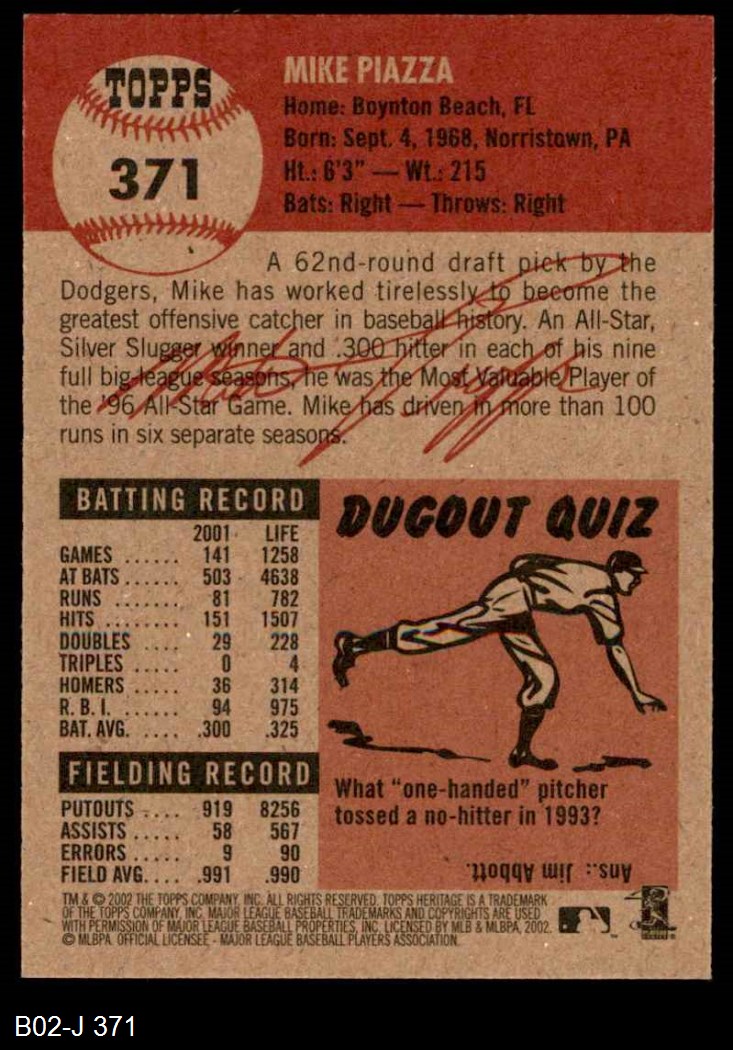 TOPPS
371
MIKE PIAZZA
Home: Boynton Beach, FL
Born: Sept. 4, 1968, Norristown, PA
Ht.: 6'3" — Wt.: 215
Bats: Right — Throws: Right
A 62nd-round draft pick by the
Dodgers, Mike has worked tirelessly to become the
greatest offensive catcher in baseball history. An All-Star,
Silver Slugger winner and .300 hitter in each of his nine
full big-league seasons, he was the Most Valuable Player of
the '96 All-Star Game. Mike has driven in more than 100
runs in six separate seasons.
BATTING RECORD
2001 LIFE
GAMES ...... 141 1258
AT BATS ...... 503 4638
RUNS ....... 81 782
HITS ........ 151 1507
DOUBLES .... 29 228
TRIPLES .... 0 4
HOMERS ..... 36 314
R. B. I. ...... 94 975
BAT. AVG. .... .300 .325
FIELDING RECORD
PUTOUTS .... 919 8256
ASSISTS ..... 58 567
ERRORS ..... 9 90
FIELD AVG. ... .991 .990
DUGOUT QUIZ
What "one-handed" pitcher
tossed a no-hitter in 1993?
Ans.: Jim Abbott.
TM & © 2002 THE TOPPS COMPANY, INC. ALL RIGHTS RESERVED. TOPPS HERITAGE IS A TRADEMARK
OF THE TOPPS COMPANY, INC. MAJOR LEAGUE BASEBALL TRADEMARKS AND COPYRIGHTS ARE USED
WITH PERMISSION OF MAJOR LEAGUE BASEBALL PROPERTIES, INC. LICENSED BY MLB & MLBPA, 2002.
© MLBPA. OFFICIAL LICENSEE - MAJOR LEAGUE BASEBALL PLAYERS ASSOCIATION.
B02-J 371